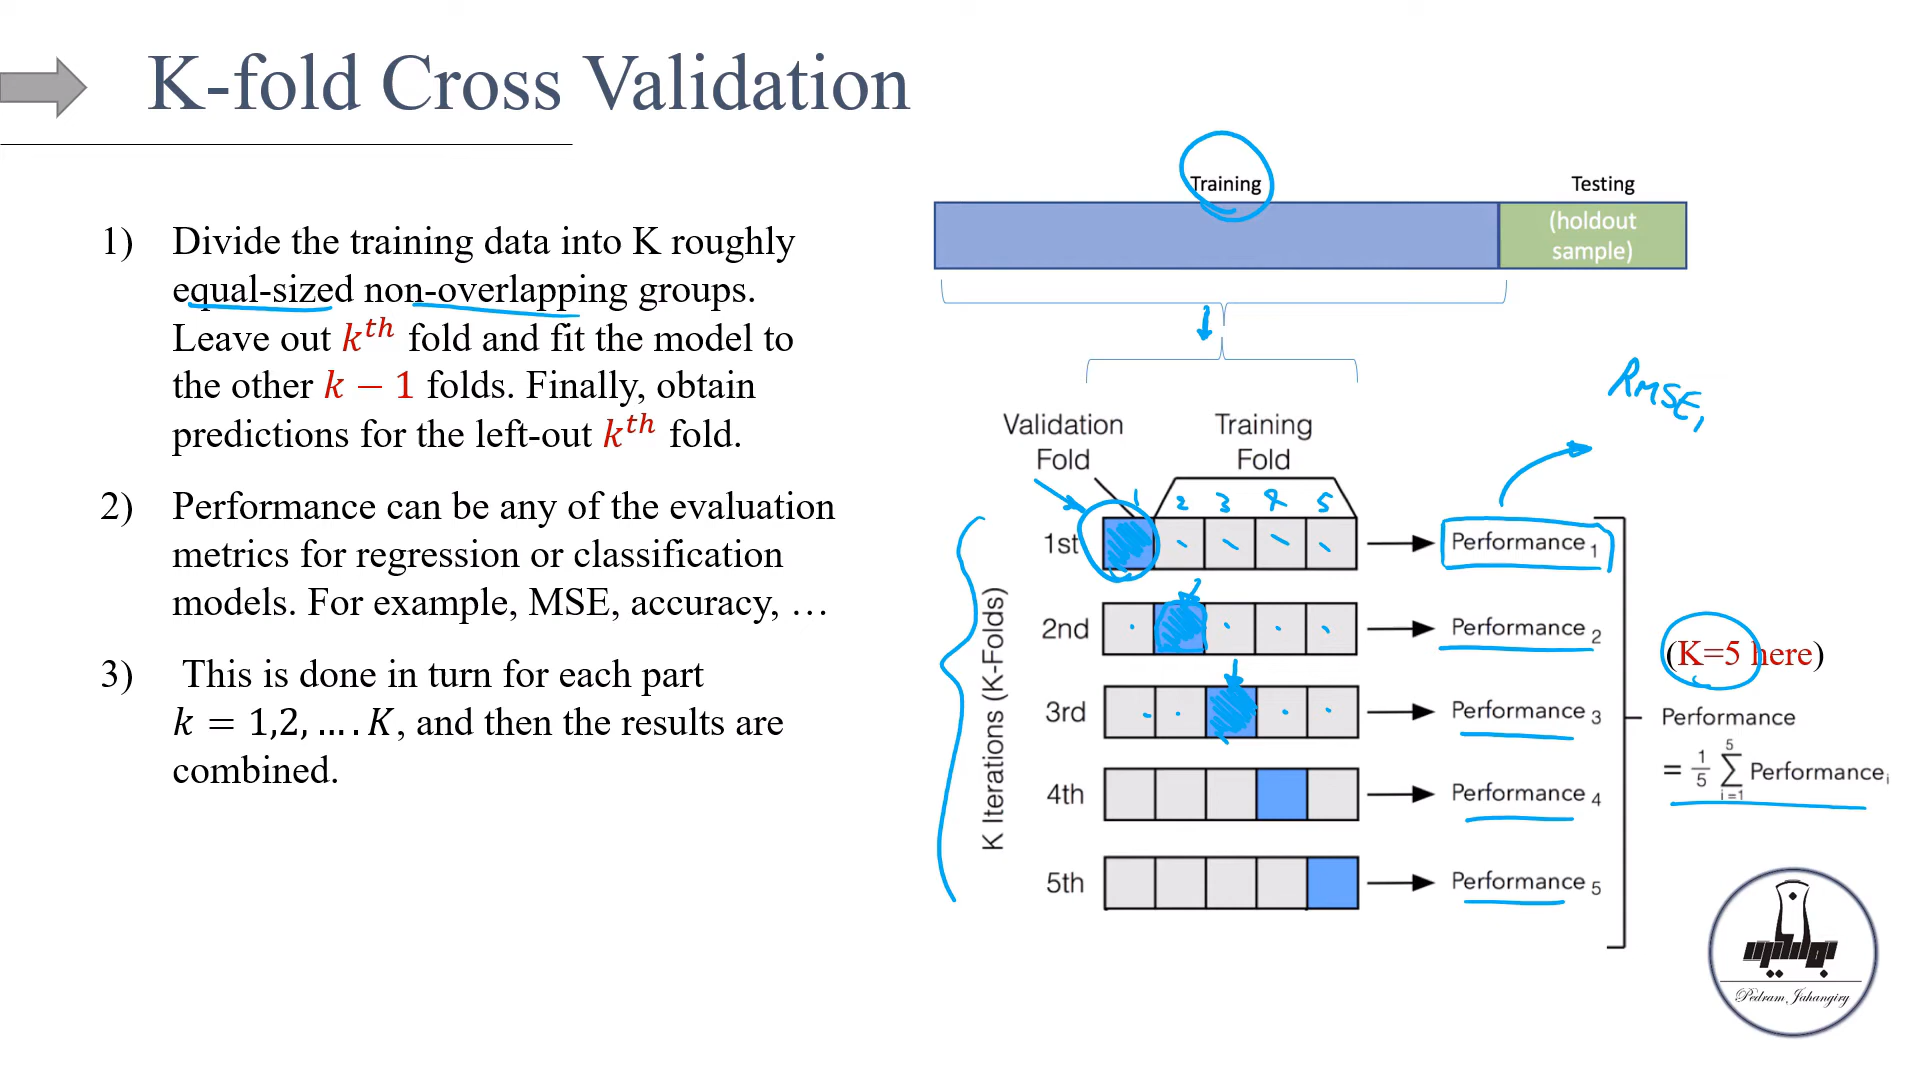 K-fold Cross Validation
1) Divide the training data into K roughly
equal-sized non-overlapping groups.
Leave out kᵗʰ fold and fit the model to
the other k − 1 folds. Finally, obtain
predictions for the left-out kᵗʰ fold.
2) Performance can be any of the evaluation
metrics for regression or classification
models. For example, MSE, accuracy, …
3) This is done in turn for each part
k = 1,2, … . K, and then the results are
combined.
Training
Testing
(holdout
sample)
RMSE₁
Validation
Fold
Training
Fold
1 2 3 4 5
K Iterations (K-Folds)
1st
Performance ₁
2nd
Performance ₂
3rd
Performance ₃
4th
Performance ₄
5th
Performance ₅
(K=5 here)
Performance
= 1/5 5 ∑ i=1 Performanceᵢ
Pedram Jahangiry